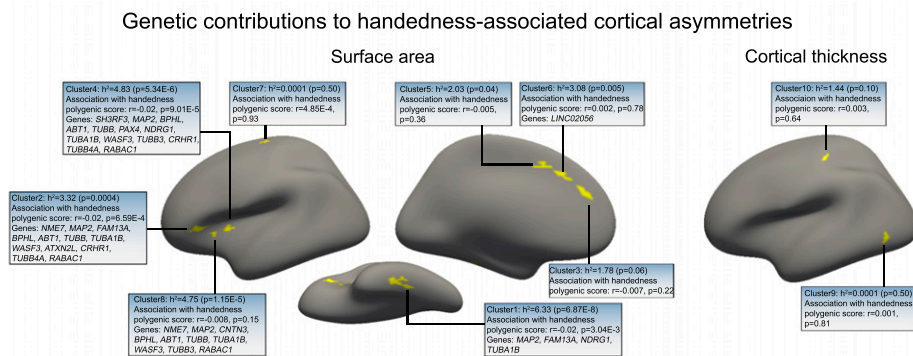 Genetic contributions to handedness-associated cortical asymmetries
Surface area
Cortical thickness
Cluster4: h²=4.83 (p=5.34E-6)
Association with handedness
polygenic score: r=-0.02, p=9.01E-5
Genes: SH3RF3, MAP2, BPHL,
ABT1, TUBB, PAX4, NDRG1,
TUBA1B, WASF3, TUBB3, CRHR1,
TUBB4A, RABAC1
Cluster7: h²=0.0001 (p=0.50)
Association with handedness
polygenic score: r=4.85E-4,
p=0.93
Cluster5: h²=2.03 (p=0.04)
Association with handedness
polygenic score: r=-0.005,
p=0.36
Cluster6: h²=3.08 (p=0.005)
Association with handedness
polygenic score: r=0.002, p=0.78
Genes: LINC02056
Cluster10: h²=1.44 (p=0.10)
Association with handedness
polygenic score: r=0.003,
p=0.64
Cluster2: h²=3.32 (p=0.0004)
Association with handedness
polygenic score: r=-0.02, p=6.59E-4
Genes: NME7, MAP2, FAM13A,
BPHL, ABT1, TUBB, TUBA1B,
WASF3, ATXN2L, CRHR1,
TUBB4A, RABAC1
Cluster8: h²=4.75 (p=1.15E-5)
Association with handedness
polygenic score: r=-0.008, p=0.15
Genes: NME7, MAP2, CNTN3,
BPHL, ABT1, TUBB, TUBA1B,
WASF3, TUBB3, RABAC1
Cluster1: h²=6.33 (p=6.87E-8)
Association with handedness
polygenic score: r=-0.02, p=3.04E-3
Genes: MAP2, FAM13A, NDRG1,
TUBA1B
Cluster3: h²=1.78 (p=0.06)
Association with handedness
polygenic score: r=-0.007, p=0.22
Cluster9: h²=0.0001 (p=0.50)
Association with handedness
polygenic score: r=0.001,
p=0.81